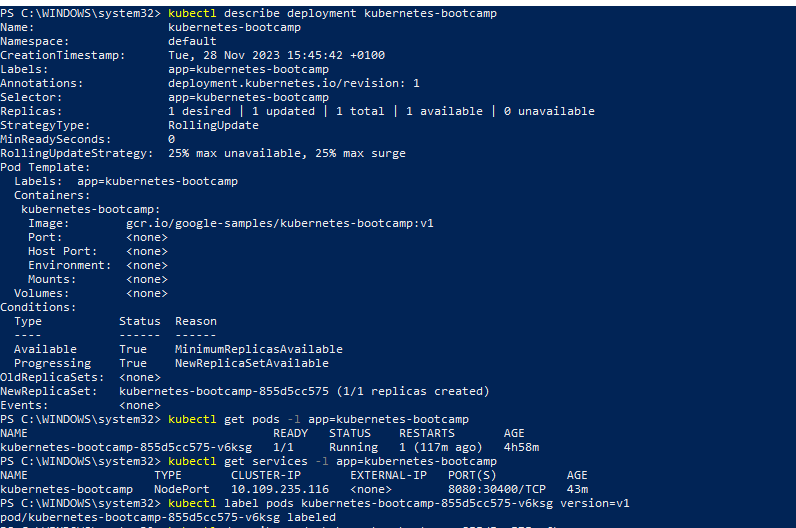 PS C:\WINDOWS\system32> kubectl describe deployment kubernetes-bootcamp
Name:                   kubernetes-bootcamp
Namespace:              default
CreationTimestamp:      Tue, 28 Nov 2023 15:45:42 +0100
Labels:                 app=kubernetes-bootcamp
Annotations:            deployment.kubernetes.io/revision: 1
Selector:               app=kubernetes-bootcamp
Replicas:               1 desired | 1 updated | 1 total | 1 available | 0 unavailable
StrategyType:           RollingUpdate
MinReadySeconds:        0
RollingUpdateStrategy:  25% max unavailable, 25% max surge
Pod Template:
  Labels:  app=kubernetes-bootcamp
  Containers:
   kubernetes-bootcamp:
    Image:        gcr.io/google-samples/kubernetes-bootcamp:v1
    Port:         <none>
    Host Port:    <none>
    Environment:  <none>
    Mounts:       <none>
  Volumes:        <none>
Conditions:
  Type           Status  Reason
  ----           ------  ------
  Available      True    MinimumReplicasAvailable
  Progressing    True    NewReplicaSetAvailable
OldReplicaSets:  <none>
NewReplicaSet:   kubernetes-bootcamp-855d5cc575 (1/1 replicas created)
Events:          <none>
PS C:\WINDOWS\system32> kubectl get pods -l app=kubernetes-bootcamp
NAME                                   READY   STATUS    RESTARTS       AGE
kubernetes-bootcamp-855d5cc575-v6ksg   1/1     Running   1 (117m ago)   4h58m
PS C:\WINDOWS\system32> kubectl get services -l app=kubernetes-bootcamp
NAME                  TYPE       CLUSTER-IP       EXTERNAL-IP   PORT(S)          AGE
kubernetes-bootcamp   NodePort   10.109.235.116   <none>        8080:30400/TCP   43m
PS C:\WINDOWS\system32> kubectl label pods kubernetes-bootcamp-855d5cc575-v6ksg version=v1
pod/kubernetes-bootcamp-855d5cc575-v6ksg labeled